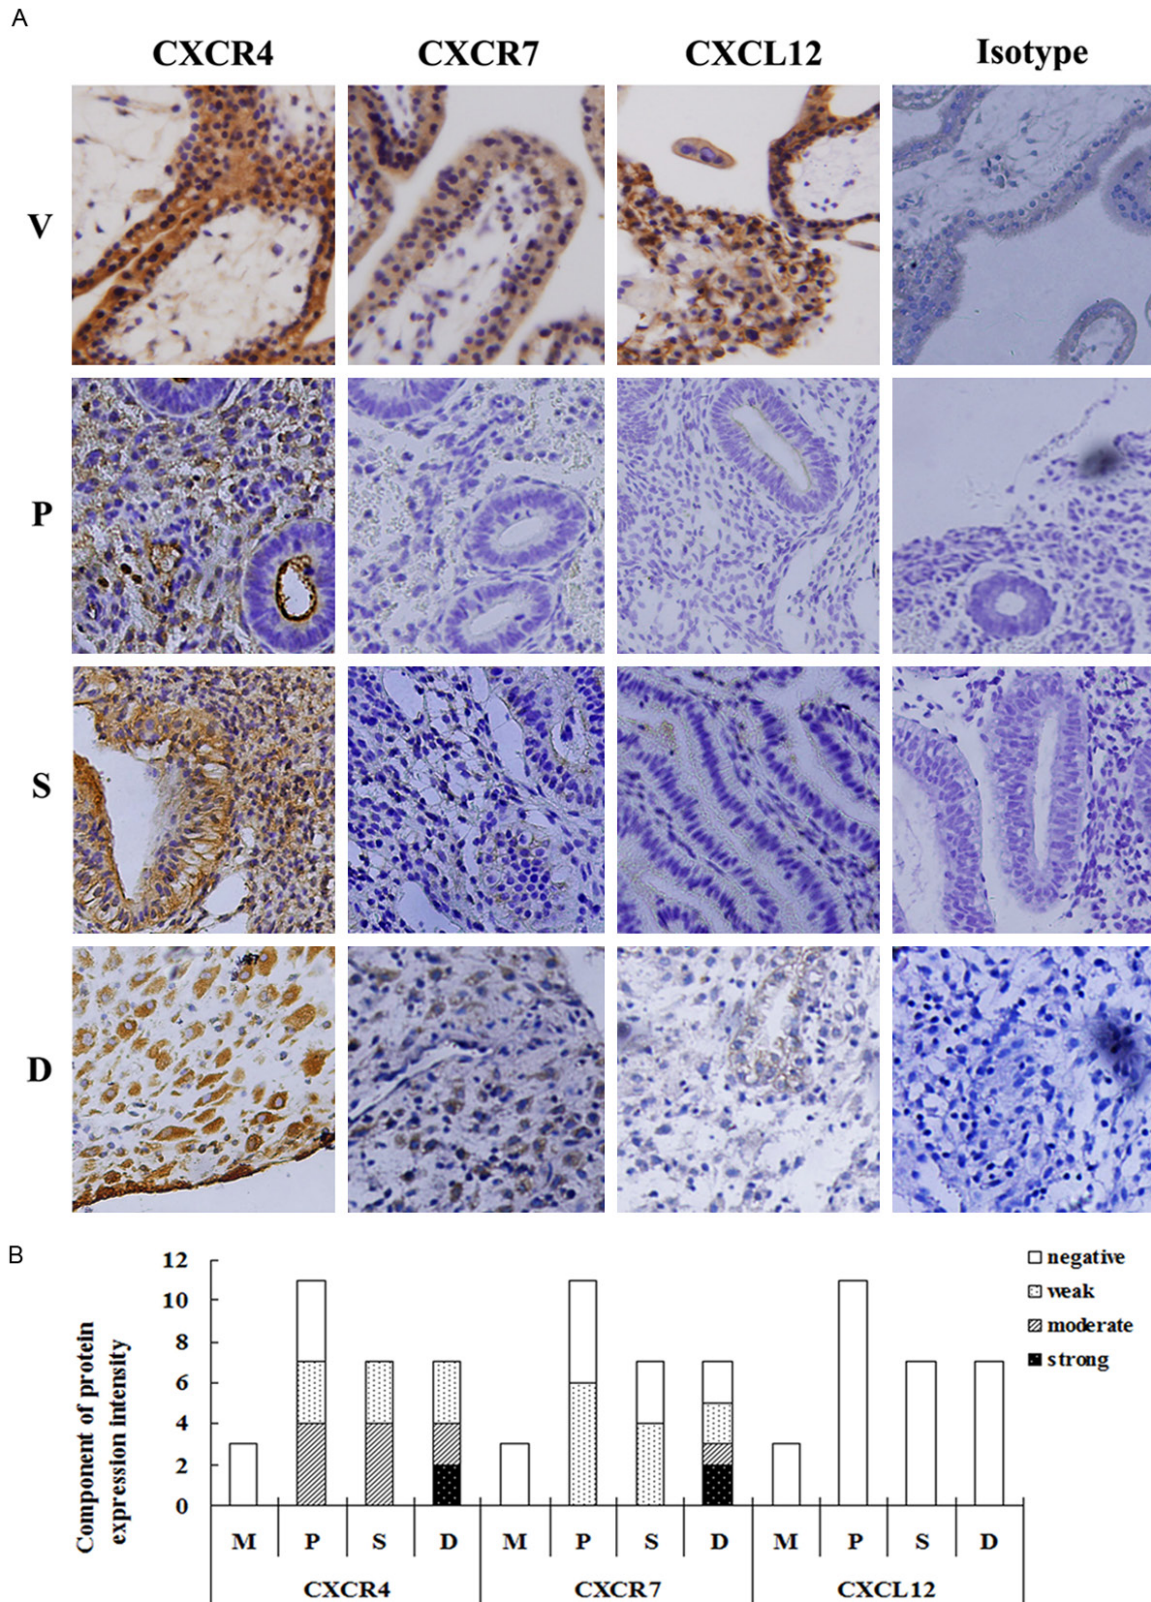 A
CXCR4 CXCR7 CXCL12 Isotype
V
P
S
D
B
Component of protein
expression intensity
12
10
8
6
4
2
0
negative
weak
moderate
strong
M P S D M P S D M P S D
CXCR4 CXCR7 CXCL12